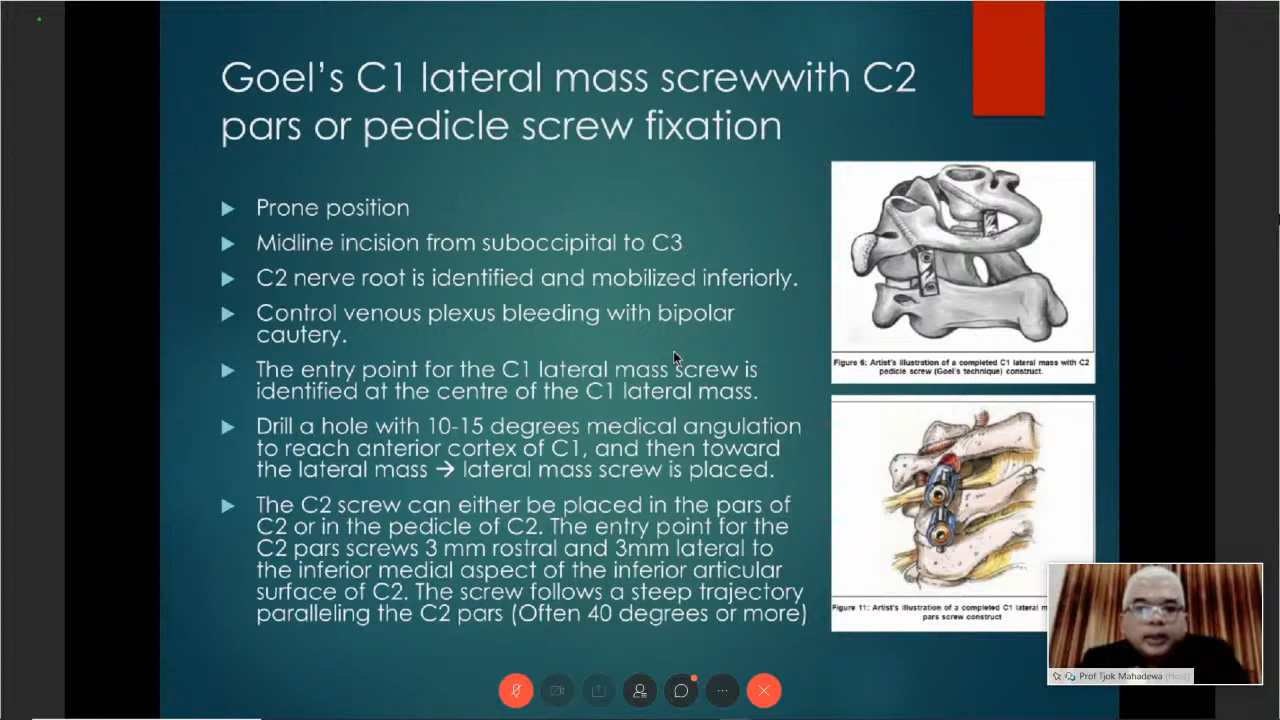 Goel's C1 lateral mass screwwith C2
pars or pedicle screw fixation
Prone position
Midline incision from suboccipital to C3
C2 nerve root is identified and mobilized inferiorly.
Control venous plexus bleeding with bipolar
cautery.
The entry point for the C1 lateral mass screw is
identified at the centre of the C1 lateral mass.
Drill a hole with 10-15 degrees medical angulation
to reach anterior cortex of C1, and then toward
the lateral mass → lateral mass screw is placed.
The C2 screw can either be placed in the pars of
C2 or in the pedicle of C2. The entry point for the
C2 pars screws 3 mm rostral and 3mm lateral to
the inferior medial aspect of the inferior articular
surface of C2. The screw follows a steep trajectory
paralleling the C2 pars (Often 40 degrees or more)
Figure 6: Artist's illustration of a completed C1 lateral mass with C2
pedicle screw (Goel's technique) construct.
Figure 11: Artist's illustration of a completed C1 lateral m
pars screw construct
Prof Tjok Mahadewa (Host)